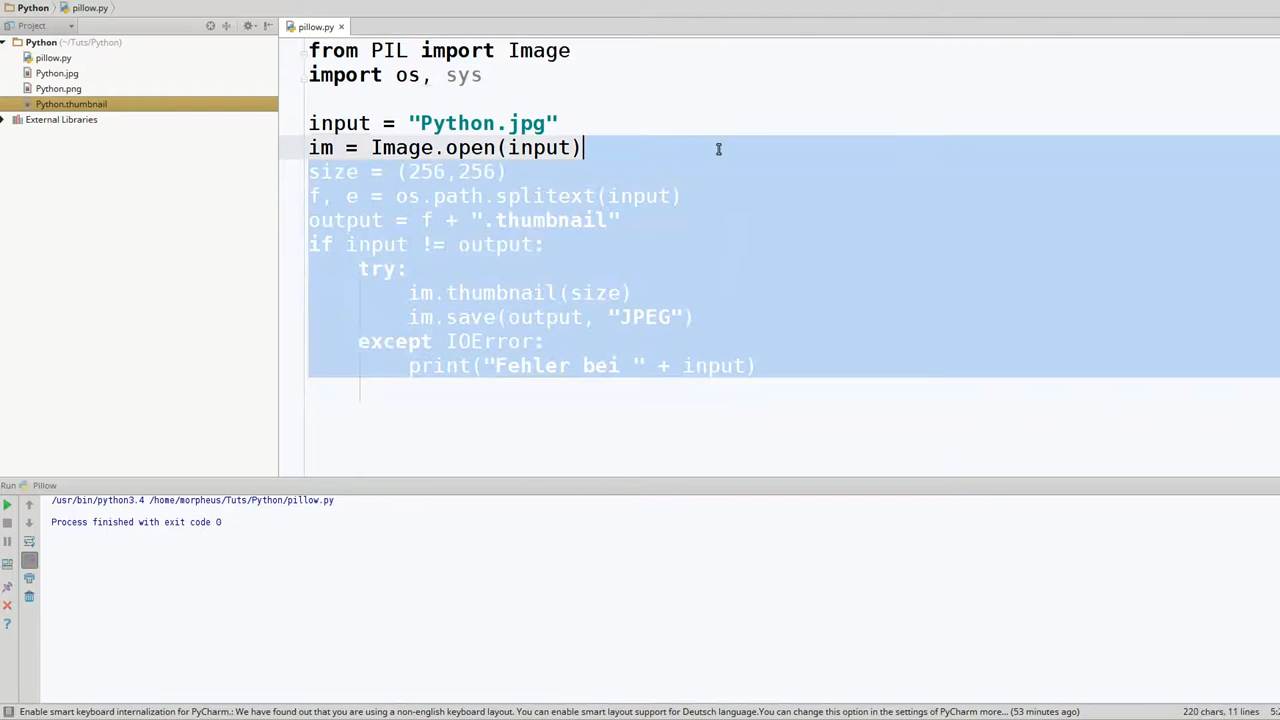 Python
pillow.py
Project
pillow.py
Python (~/Tuts/Python)
pillow.py
Python.jpg
Python.png
Python.thumbnail
External Libraries
from PIL import Image
import os, sys
input = "Python.jpg"
im = Image.open(input)
size = (256,256)
f, e = os.path.splitext(input)
output = f + ".thumbnail"
if input != output:
try:
im.thumbnail(size)
im.save(output, "JPEG")
except IOError:
print("Fehler bei " + input)
Run Pillow
/usr/bin/python3.4 /home/morpheus/Tuts/Python/pillow.py
Process finished with exit code 0
Enable smart keyboard internalization for PyCharm.: We have found out that you are using a non-english keyboard layout. You can enable smart layout support for Deutsch language.You can change this option in the settings of PyCharm more... (53 minutes ago)
220 chars, 11 lines